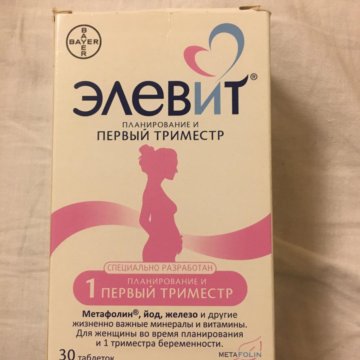 BAYER
BAYER
ЭЛЕВИТ®
ПЛАНИРОВАНИЕ И
ПЕРВЫЙ ТРИМЕСТР
СПЕЦИАЛЬНО РАЗРАБОТАН
1 ПЛАНИРОВАНИЕ И
ПЕРВЫЙ ТРИМЕСТР
Метафолин®, йод, железо и другие
жизненно важные минералы и витамины.
Для женщины во время планирования
и 1 триместра беременности.
30 таблеток
METAFOLIN